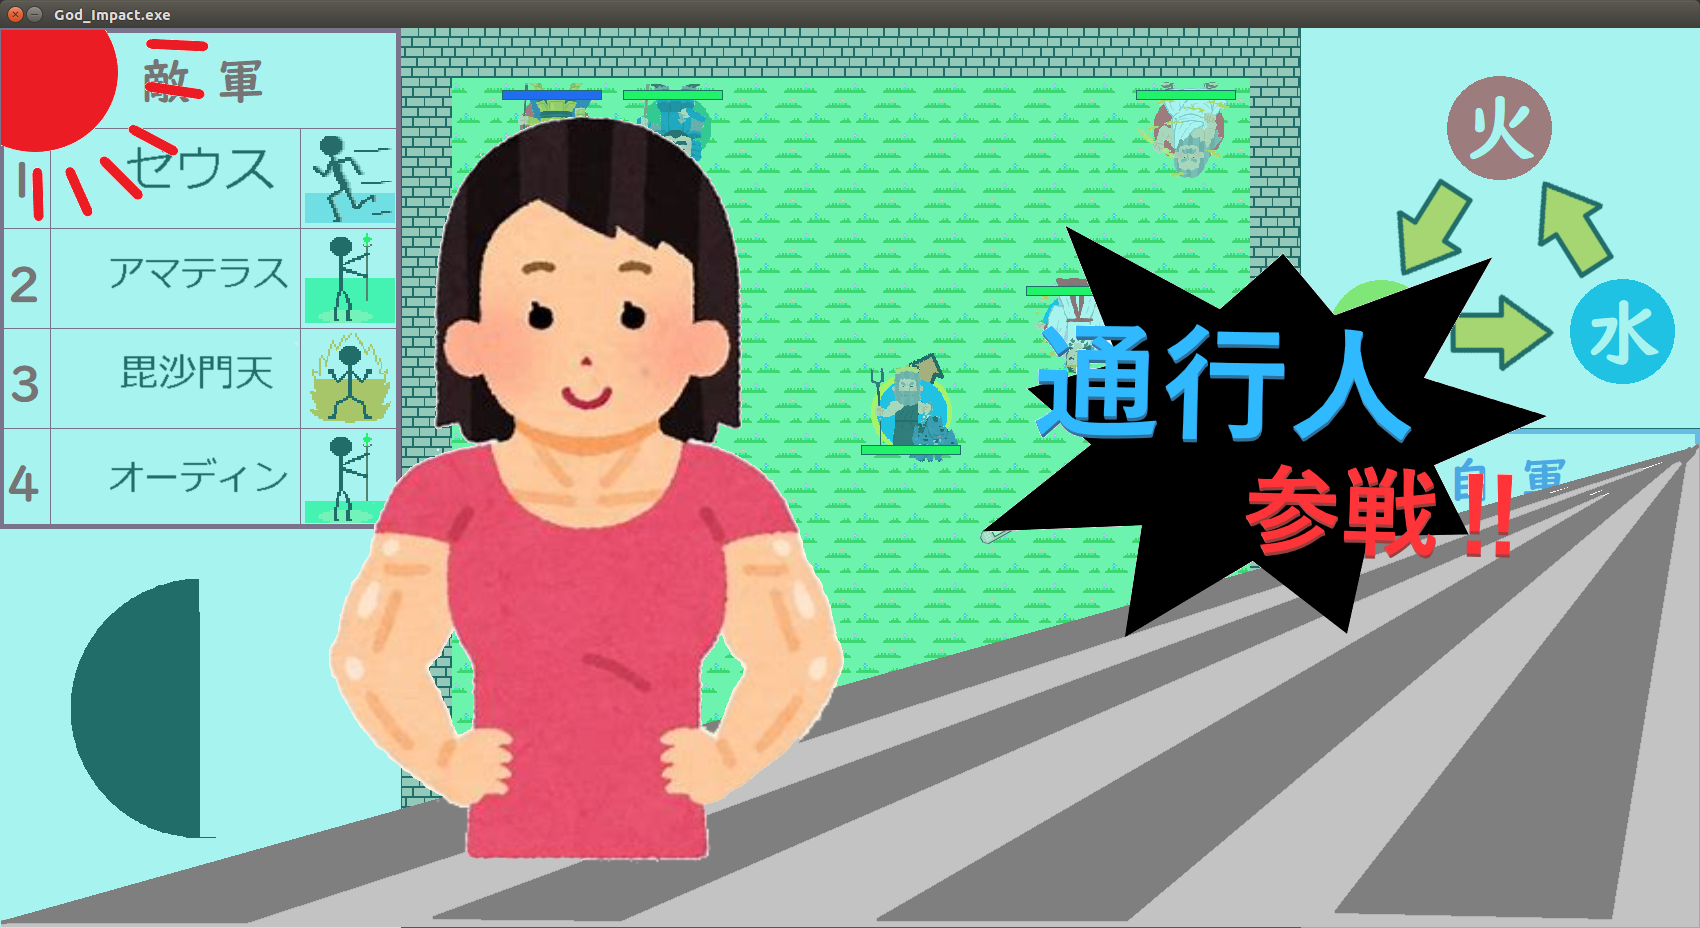 God_Impact.exe
敵軍
1 ゼウス
2 アマテラス
3 毘沙門天
4 オーディン
火
水
通行人
参戦!!
自軍